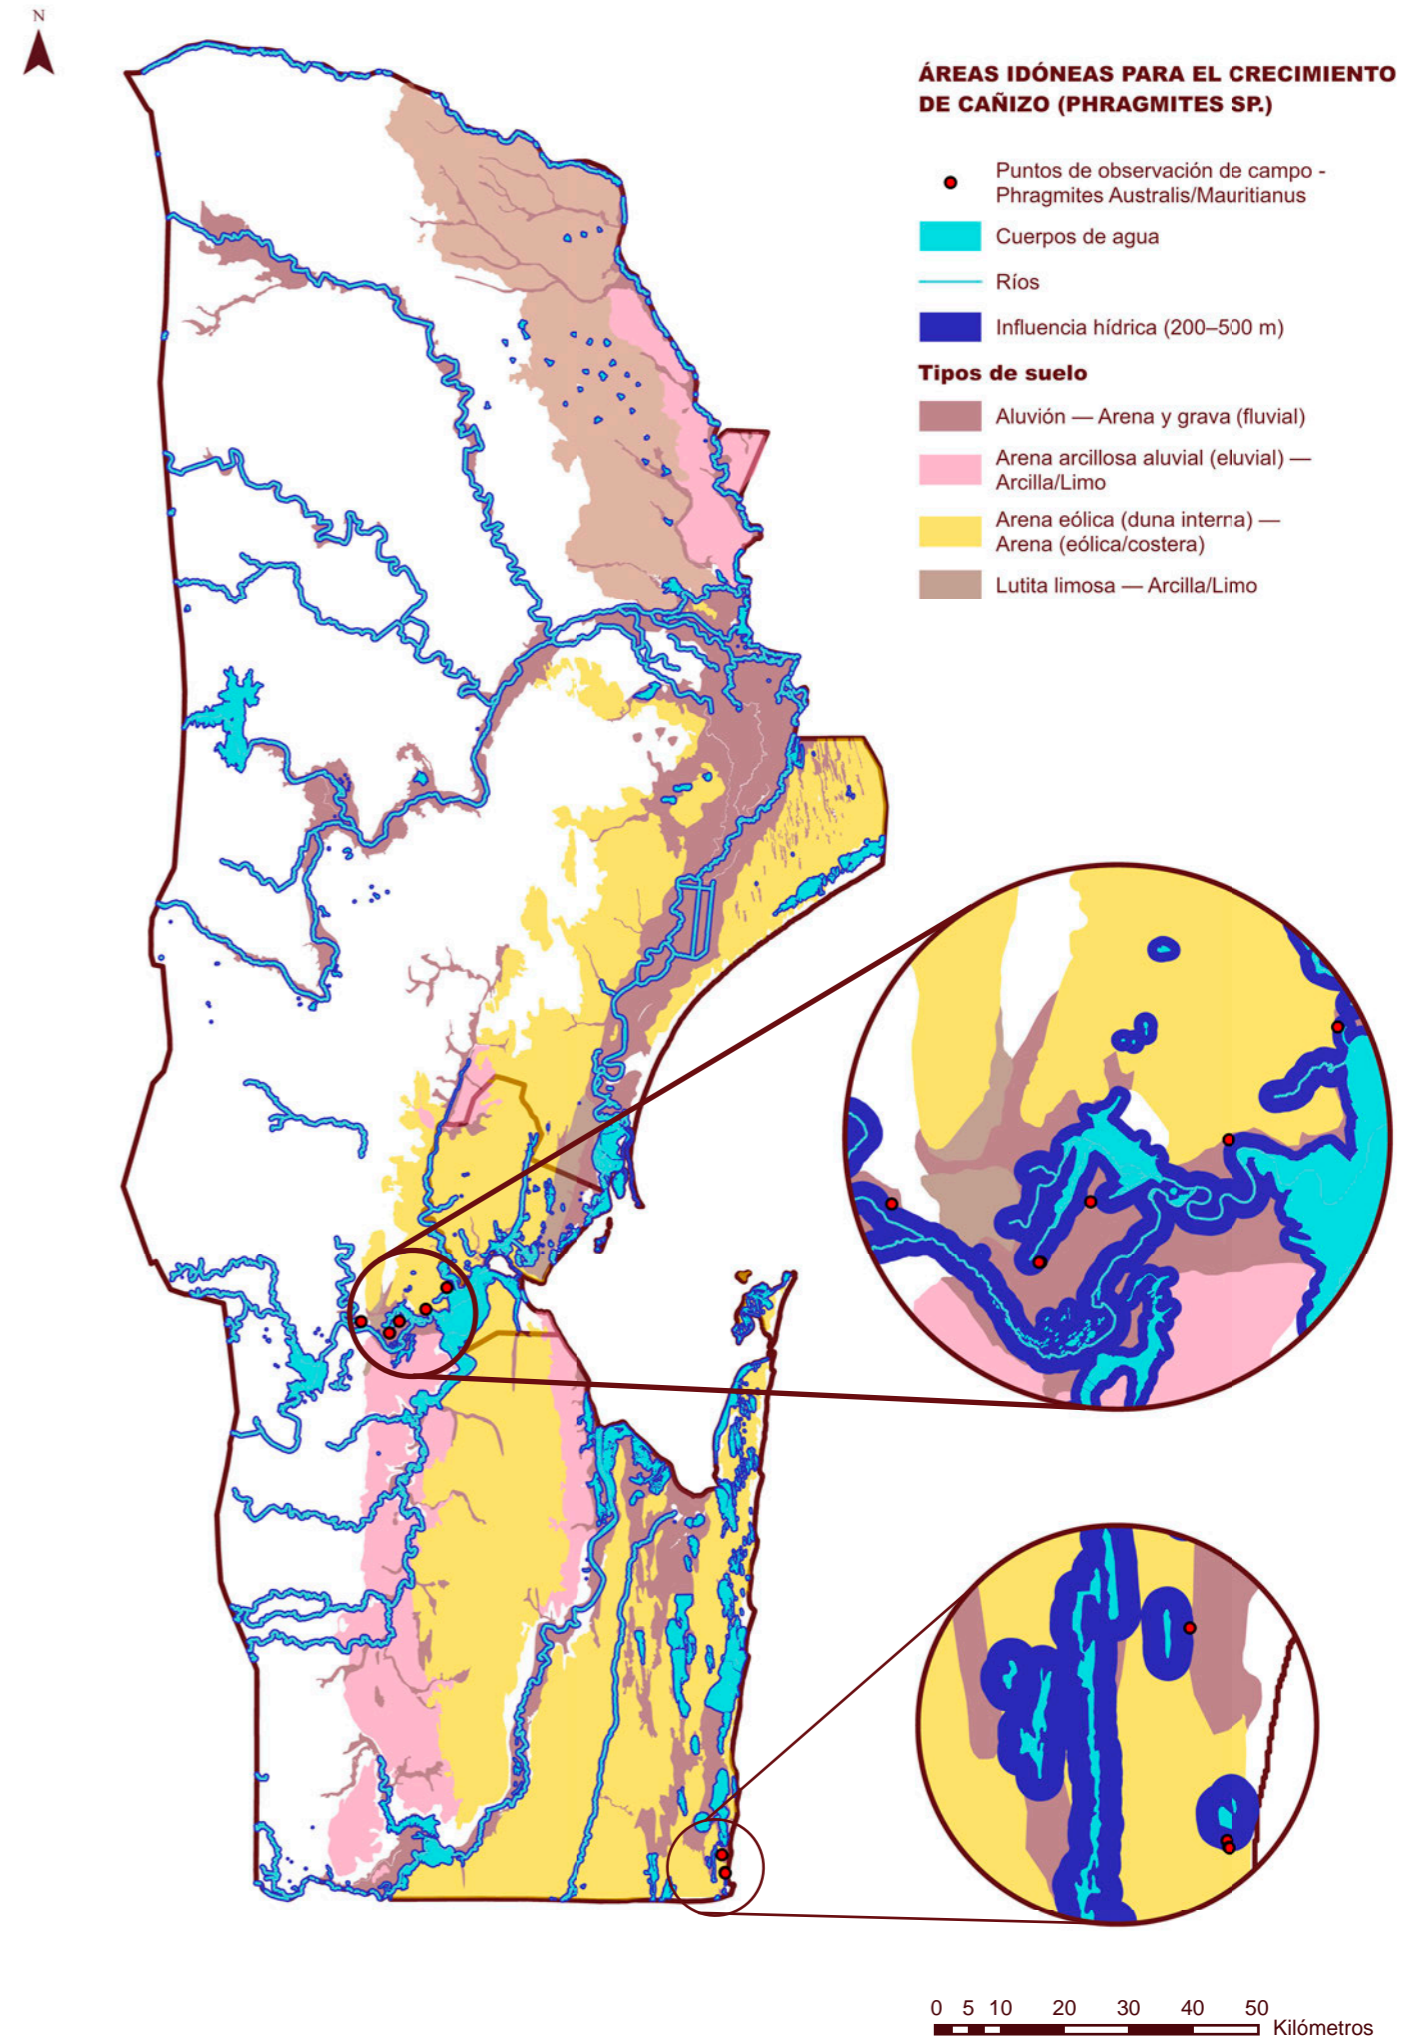 N
ÁREAS IDÓNEAS PARA EL CRECIMIENTO
DE CAÑIZO (PHRAGMITES SP.)
Puntos de observación de campo -
Phragmites Australis/Mauritianus
Cuerpos de agua
Ríos
Influencia hídrica (200–500 m)
Tipos de suelo
Aluvión — Arena y grava (fluvial)
Arena arcillosa aluvial (eluvial) —
Arcilla/Limo
Arena eólica (duna interna) —
Arena (eólica/costera)
Lutita limosa — Arcilla/Limo
0 5 10 20 30 40 50
Kilómetros